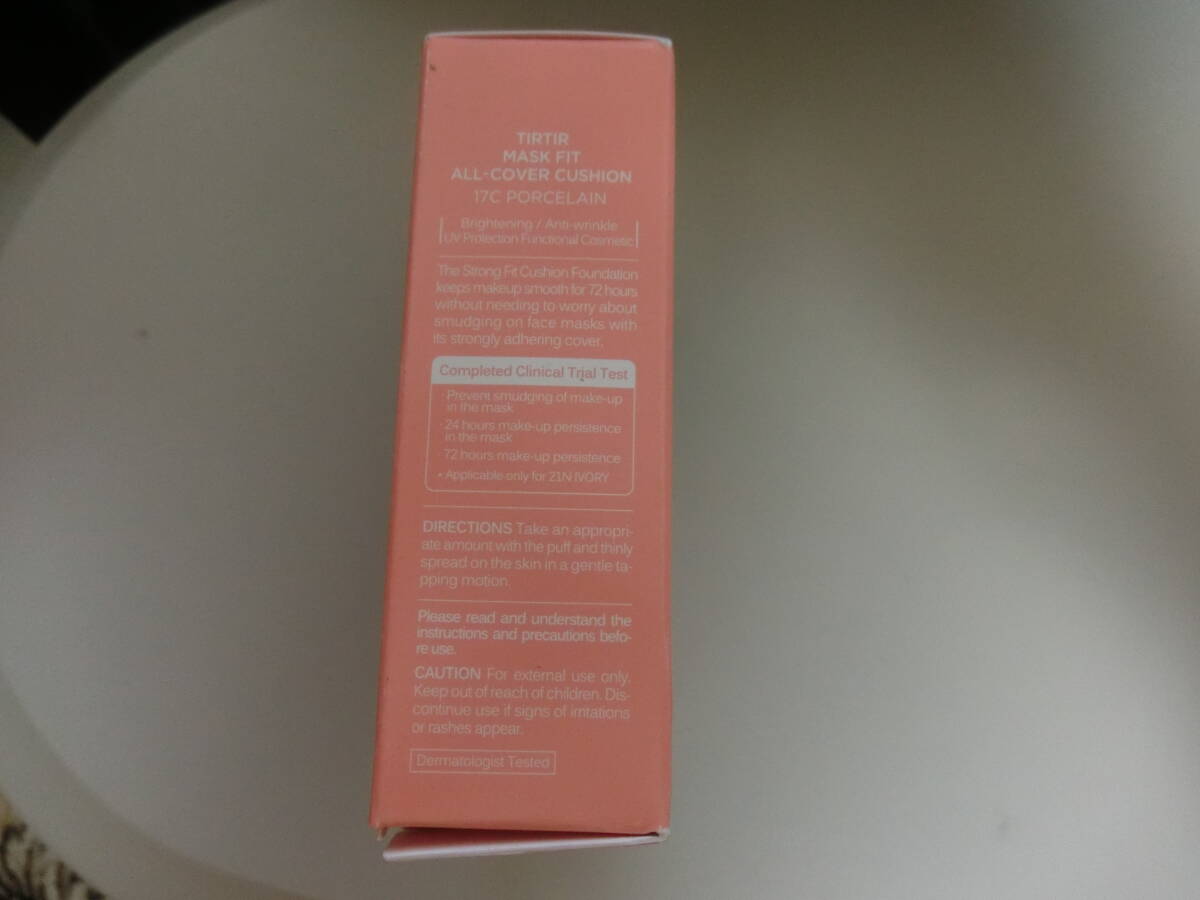 TIRTIR
MASK FIT
ALL-COVER CUSHION
17C PORCELAIN
Brightening / Anti-wrinkle
UV Protection Functional Cosmetic
The Strong Fit Cushion Foundation
keeps makeup smooth for 72 hours
without needing to worry about
smudging on face masks with
its strongly adhering cover.
Completed Clinical Trial Test
· Prevent smudging of make-up
in the mask
· 24 hours make-up persistence
in the mask
· 72 hours make-up persistence
• Applicable only for 21N IVORY
DIRECTIONS Take an appropri-
ate amount with the puff and thinly
spread on the skin in a gentle ta-
pping motion.
Please read and understand the
instructions and precautions befo-
re use.
CAUTION For external use only.
Keep out of reach of children. Dis-
continue use if signs of irritations
or rashes appear.
Dermatologist Tested